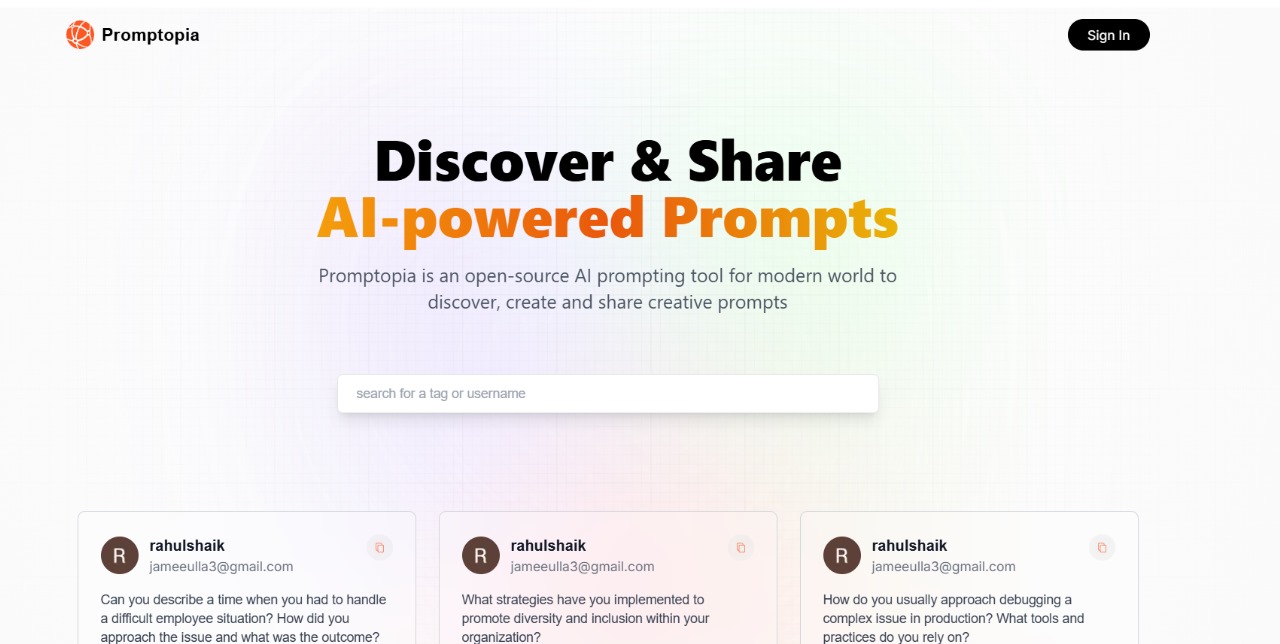 Promptopia
Sign In
Discover & Share
AI-powered Prompts
Promptopia is an open-source AI prompting tool for modern world to
discover, create and share creative prompts
search for a tag or username
R
rahulshaik
jameeulla3@gmail.com
Can you describe a time when you had to handle
a difficult employee situation? How did you
approach the issue and what was the outcome?
R
rahulshaik
jameeulla3@gmail.com
What strategies have you implemented to
promote diversity and inclusion within your
organization?
R
rahulshaik
jameeulla3@gmail.com
How do you usually approach debugging a
complex issue in production? What tools and
practices do you rely on?